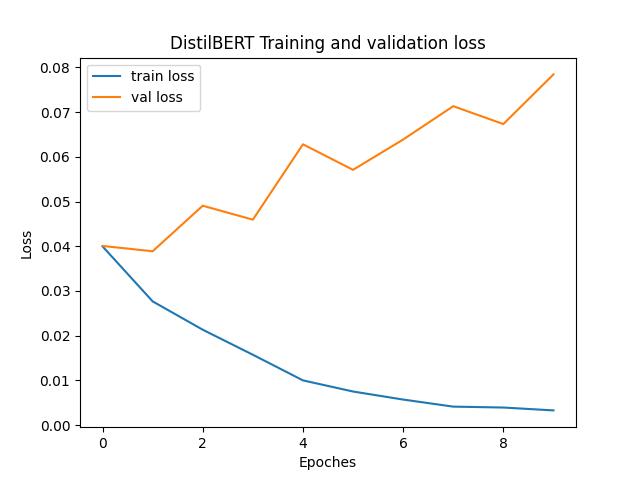 DistilBERT Training and validation loss
train loss
val loss
0.08
0.07
0.06
0.05
0.04
0.03
0.02
0.01
0.00
Loss
0 2 4 6 8
Epoches